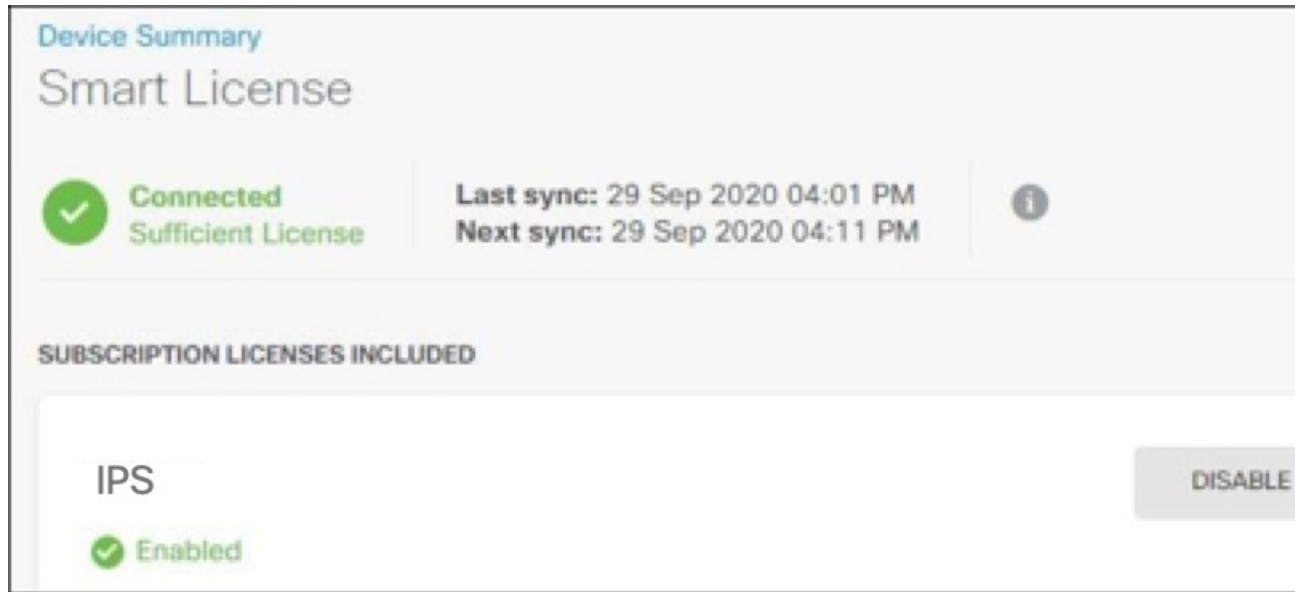 Device Summary
Smart License
Connected
Sufficient License
Last sync: 29 Sep 2020 04:01 PM
Next sync: 29 Sep 2020 04:11 PM
i
SUBSCRIPTION LICENSES INCLUDED
IPS
DISABLE
Enabled